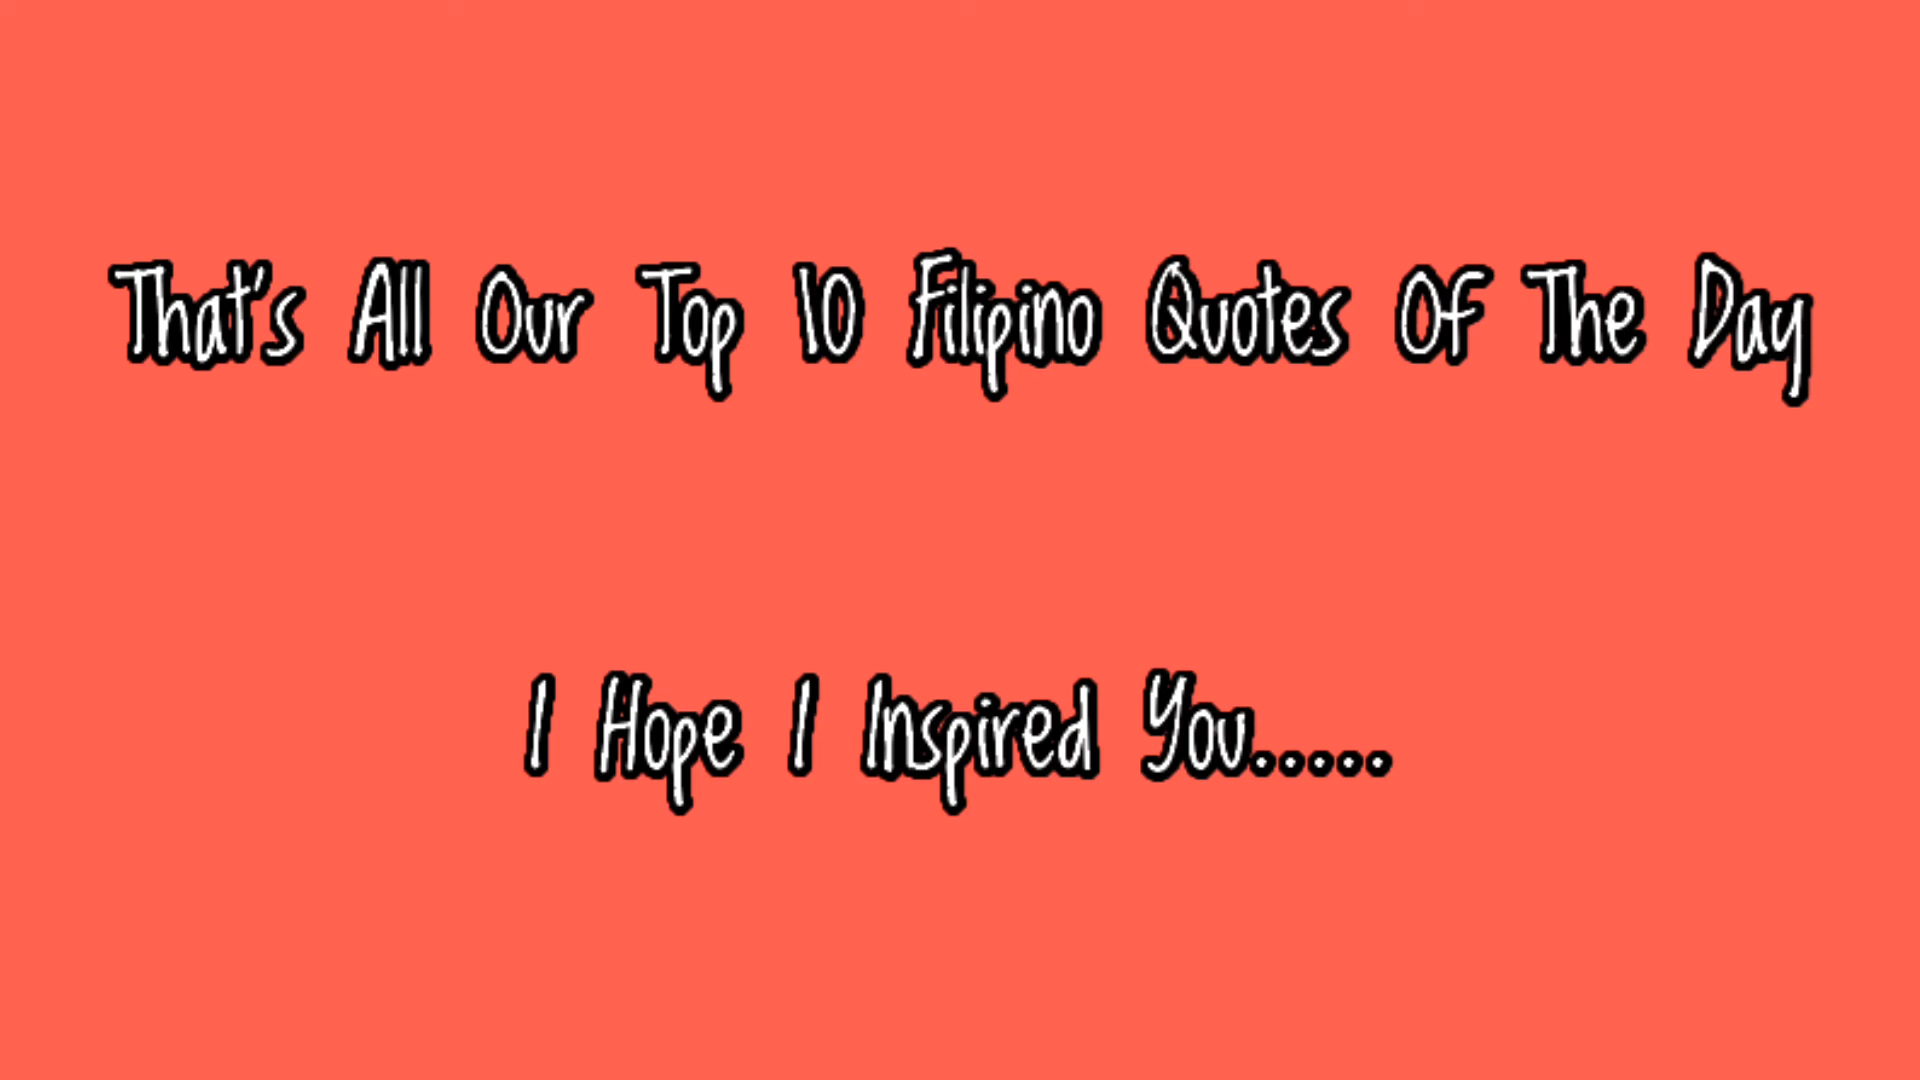 That's All Our Top 10 Filipino Quotes Of The Day
I Hope I Inspired You.....